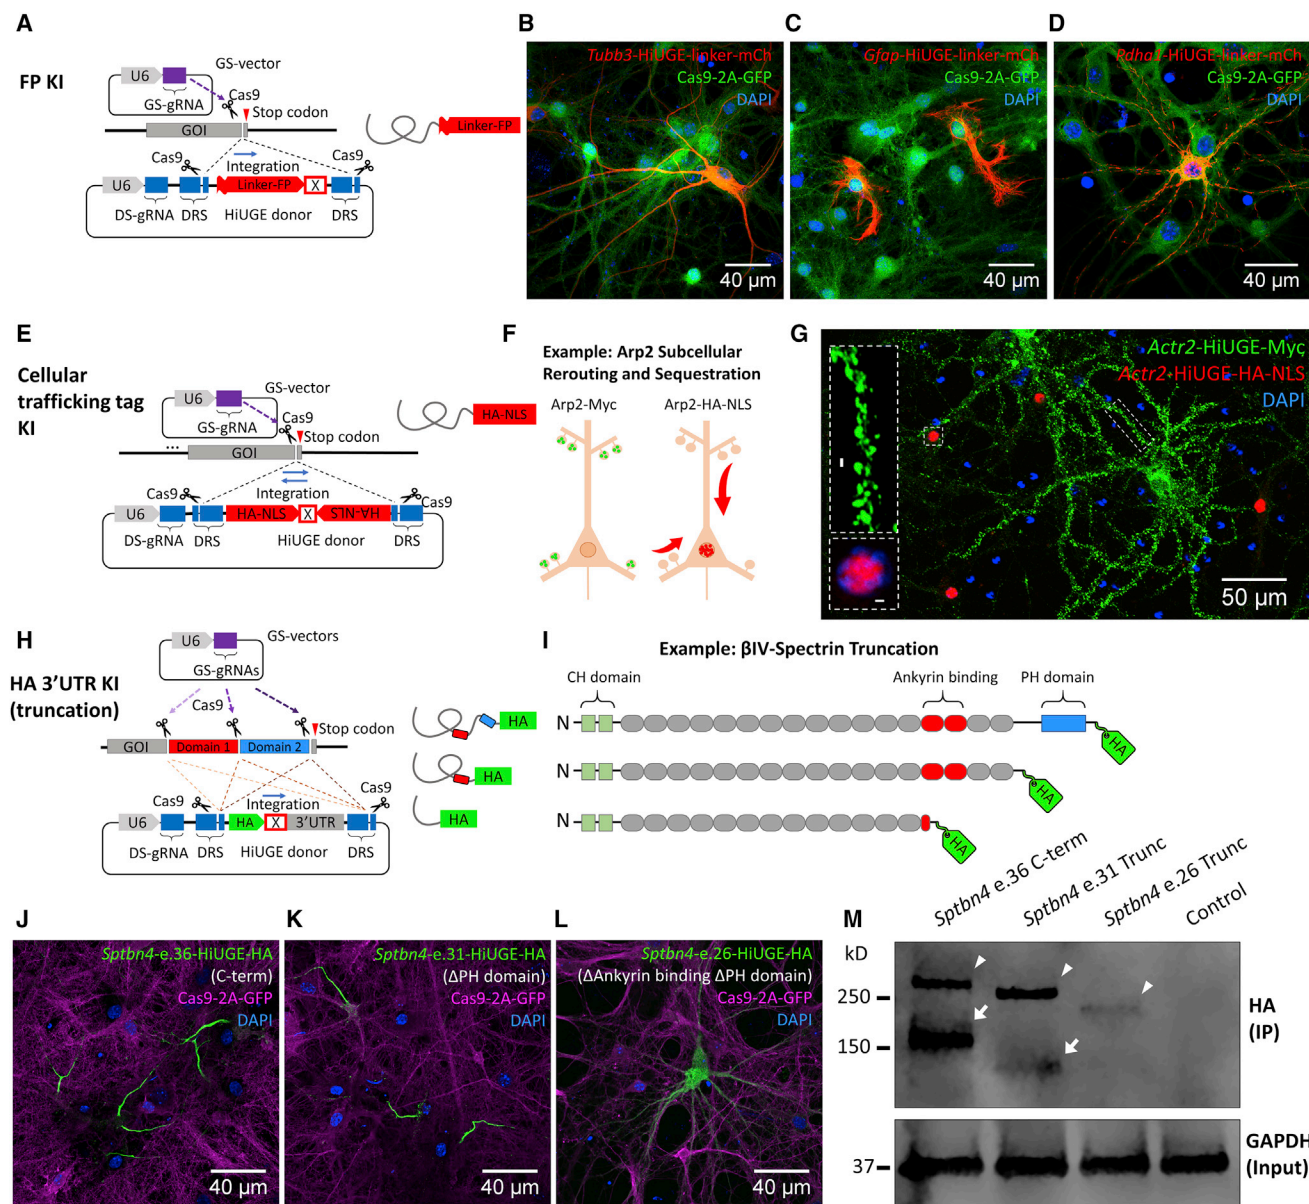 A
FP KI
U6
GS-vector
GS-gRNA
Cas9
Stop codon
GOI
Cas9
Integration
Cas9
U6
Linker-FP
X
DS-gRNA
DRS
HiUGE donor
DRS
Linker-FP
B
Tubb3-HiUGE-linker-mCh
Cas9-2A-GFP
DAPI
40 µm
C
Gfap-HiUGE-linker-mCh
Cas9-2A-GFP
DAPI
40 µm
D
Pdha1-HiUGE-linker-mCh
Cas9-2A-GFP
DAPI
40 µm
E
Cellular
trafficking tag
KI
U6
GS-vector
GS-gRNA
Cas9
Stop codon
...
GOI
Cas9
Integration
Cas9
U6
HA-NLS
X
HA-NLS
DS-gRNA
DRS
HiUGE donor
DRS
HA-NLS
F
Example: Arp2 Subcellular
Rerouting and Sequestration
Arp2-Myc
Arp2-HA-NLS
G
Actr2-HiUGE-Myc
Actr2-HiUGE-HA-NLS
DAPI
50 µm
H
HA 3’UTR KI
(truncation)
U6
GS-vectors
GS-gRNAs
Cas9
Stop codon
GOI
Domain 1
Domain 2
Cas9
Integration
Cas9
U6
HA
X
3’UTR
DS-gRNA
DRS
HiUGE donor
DRS
HA
HA
HA
I
Example: βIV-Spectrin Truncation
CH domain
Ankyrin binding
PH domain
N
HA
N
HA
N
HA
J
Sptbn4-e.36-HiUGE-HA
(C-term)
Cas9-2A-GFP
DAPI
40 µm
K
Sptbn4-e.31-HiUGE-HA
(ΔPH domain)
Cas9-2A-GFP
DAPI
40 µm
L
Sptbn4-e.26-HiUGE-HA
(ΔAnkyrin binding ΔPH domain)
Cas9-2A-GFP
DAPI
40 µm
M
Sptbn4 e.36 C-term
Sptbn4 e.31 Trunc
Sptbn4 e.26 Trunc
Control
kD
250
150
HA
(IP)
37
GAPDH
(Input)